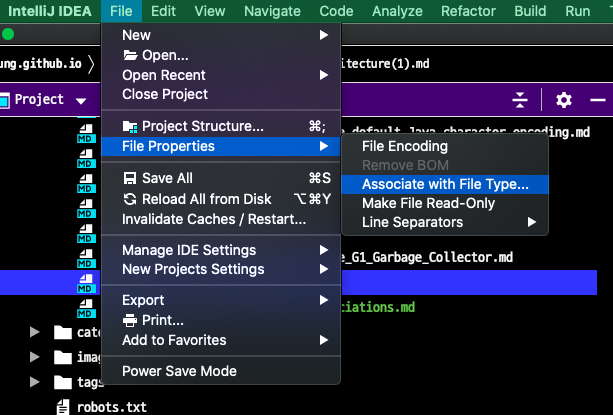 IntelliJ IDEA File Edit View Navigate Code Analyze Refactor Build Run
ung.github.io chitecture(1).md
Project
New
Open...
Open Recent
Close Project
default_Java_character_encoding.md
Project Structure... ⌘;
File Properties
File Encoding
Remove BOM
Associate with File Type...
Make File Read-Only
Line Separators
Save All ⌘S
Reload All from Disk ⌥⌘Y
Invalidate Caches / Restart...
Manage IDE Settings
New Projects Settings
e_G1_Garbage_Collector.md
Export
Print...
Add to Favorites
Power Save Mode
ciations.md
MD
MD
MD
MD
MD
MD
MD
MD
cate
imag
tags
robots.txt